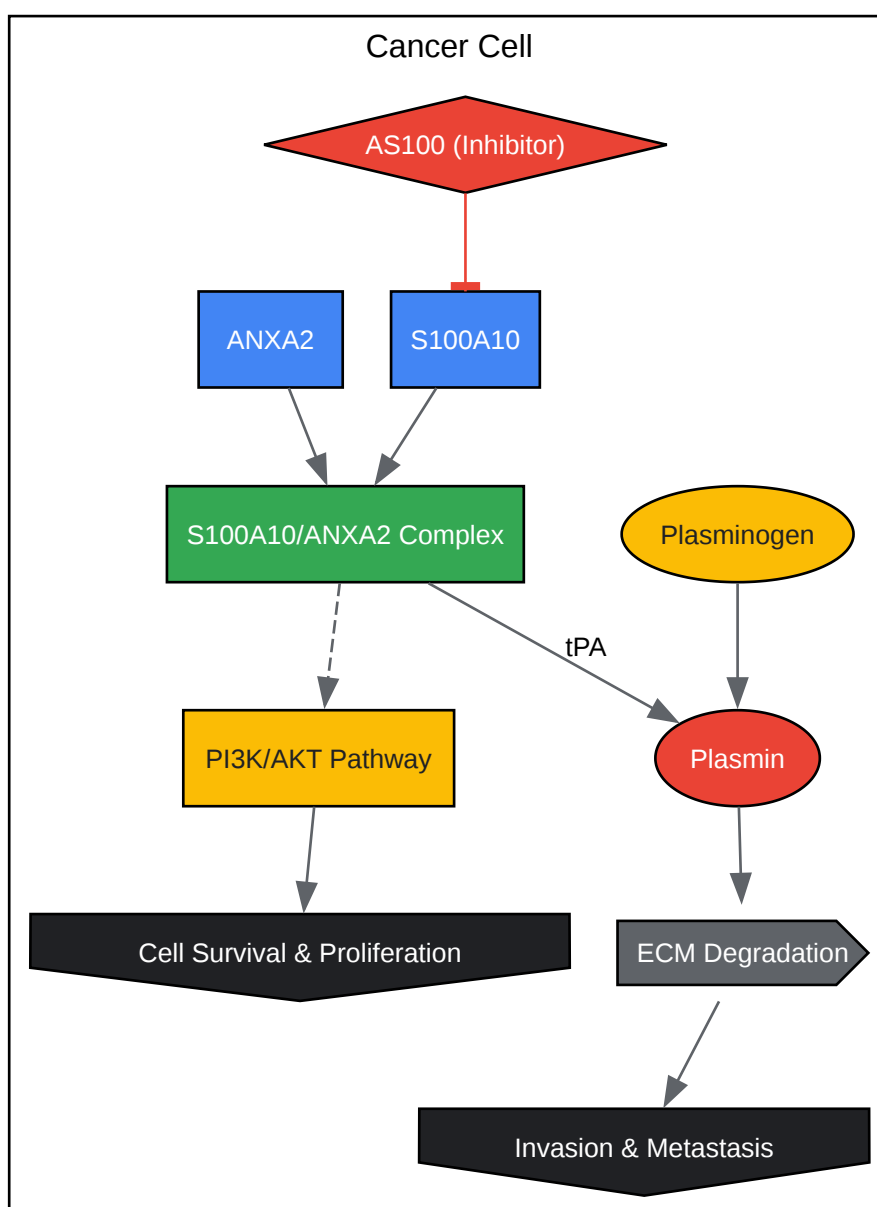 Cancer Cell
AS100 (Inhibitor)
ANXA2
S100A10
S100A10/ANXA2 Complex
Plasminogen
tPA
PI3K/AKT Pathway
Plasmin
Cell Survival & Proliferation
ECM Degradation
Invasion & Metastasis